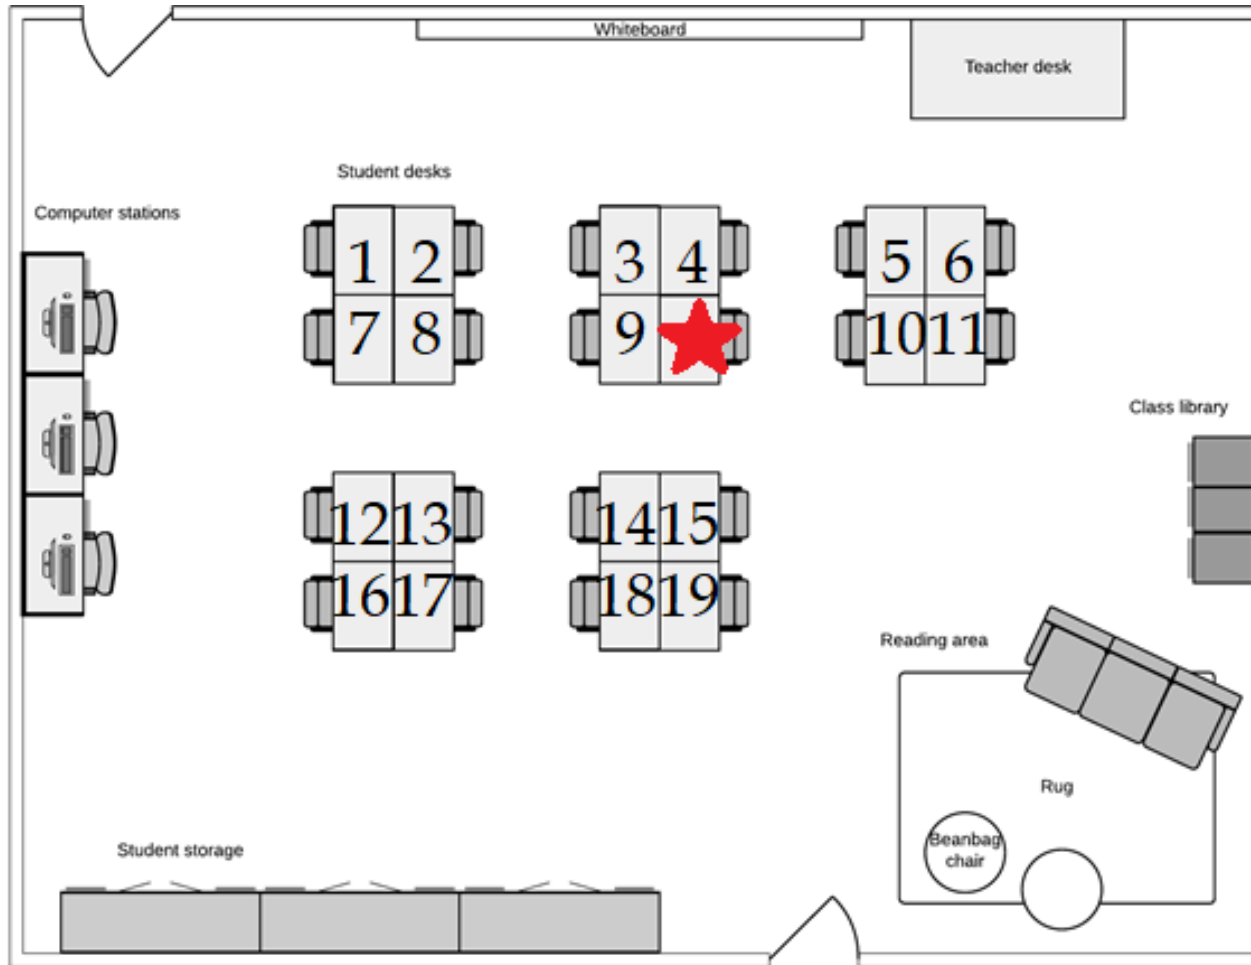 Whiteboard
Teacher desk
Student desks
Computer stations
1 2 3 4 5 6
7 8 9 10 11
Class library
12 13 14 15
16 17 18 19
Reading area
Rug
Beanbag
chair
Student storage